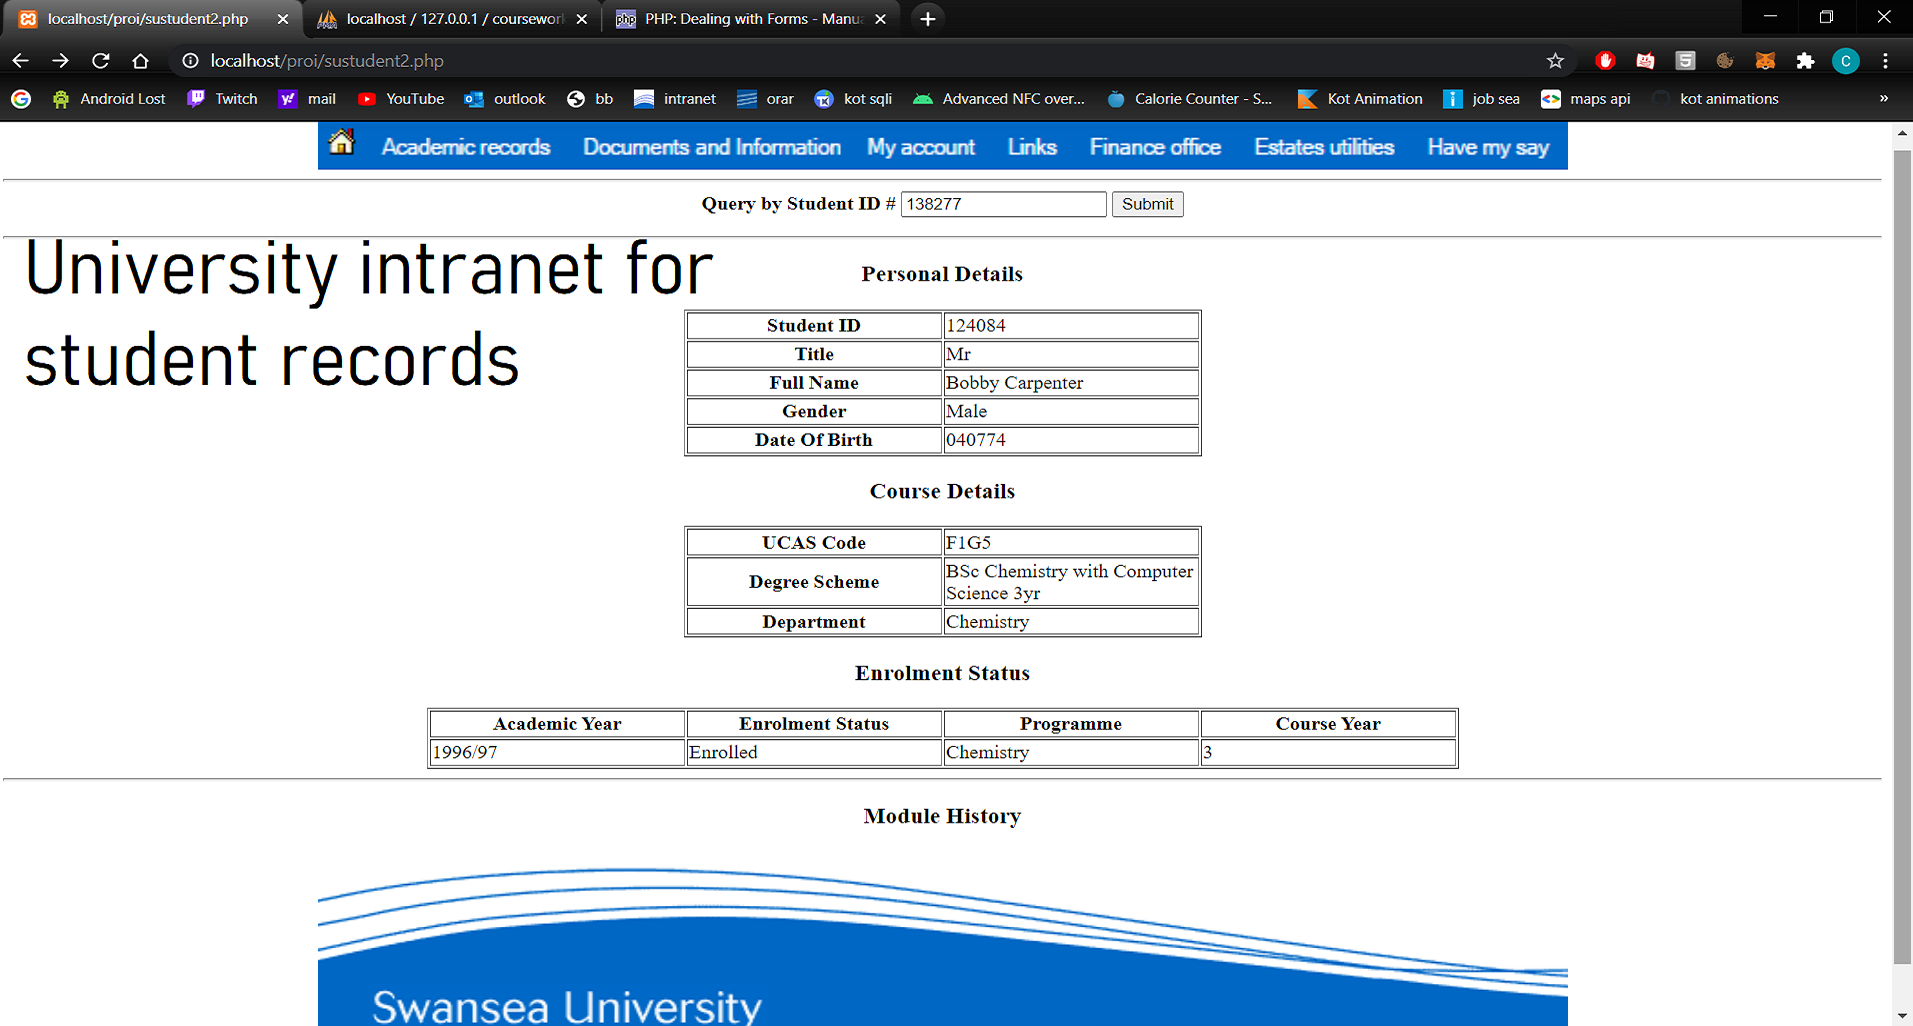 localhost/proi/sustudent2.php
localhost / 127.0.0.1 / coursework
PHP: Dealing with Forms - Manua
localhost/proi/sustudent2.php
Android Lost Twitch mail YouTube outlook bb intranet orar kot sqli Advanced NFC over... Calorie Counter - S... Kot Animation job sea maps api kot animations »
Academic records Documents and Information My account Links Finance office Estates utilities Have my say
Query by Student ID # 138277 Submit
University intranet for
student records
Personal Details
Student ID 124084
Title Mr
Full Name Bobby Carpenter
Gender Male
Date Of Birth 040774
Course Details
UCAS Code F1G5
Degree Scheme BSc Chemistry with Computer
Science 3yr
Department Chemistry
Enrolment Status
Academic Year Enrolment Status Programme Course Year
1996/97 Enrolled Chemistry 3
Module History
Swansea University